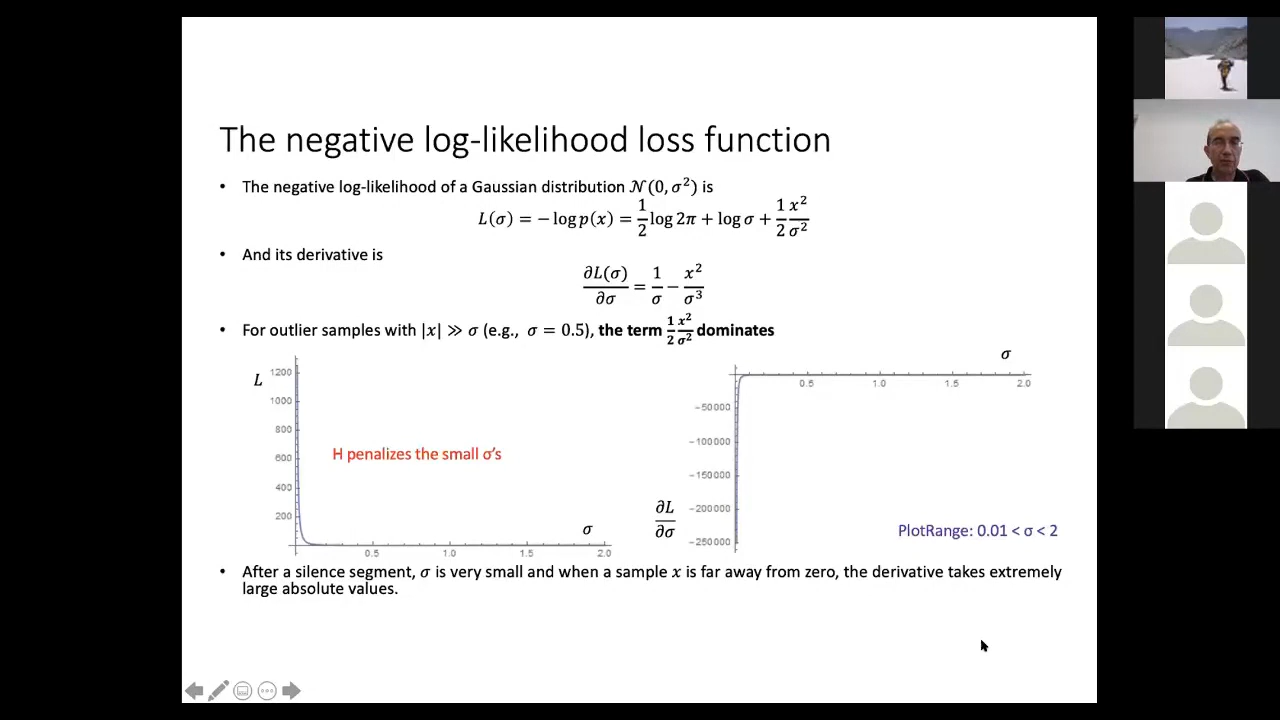 The negative log-likelihood loss function
• The negative log-likelihood of a Gaussian distribution 𝒩(0, σ²) is
L(σ) = − log p(x) = 1/2 log 2π + log σ + 1/2 x²/σ²
• And its derivative is
∂L(σ)/∂σ = 1/σ − x²/σ³
• For outlier samples with |x| ≫ σ (e.g., σ = 0.5), the term 1/2 x²/σ² dominates
L
1200
1000
800
600
400
200
0.5 1.0 1.5 2.0
σ
H penalizes the small σ's
σ
0.5 1.0 1.5 2.0
−50000
−100000
−150000
−200000
−250000
∂L/∂σ
PlotRange: 0.01 < σ < 2
• After a silence segment, σ is very small and when a sample x is far away from zero, the derivative takes extremely
large absolute values.